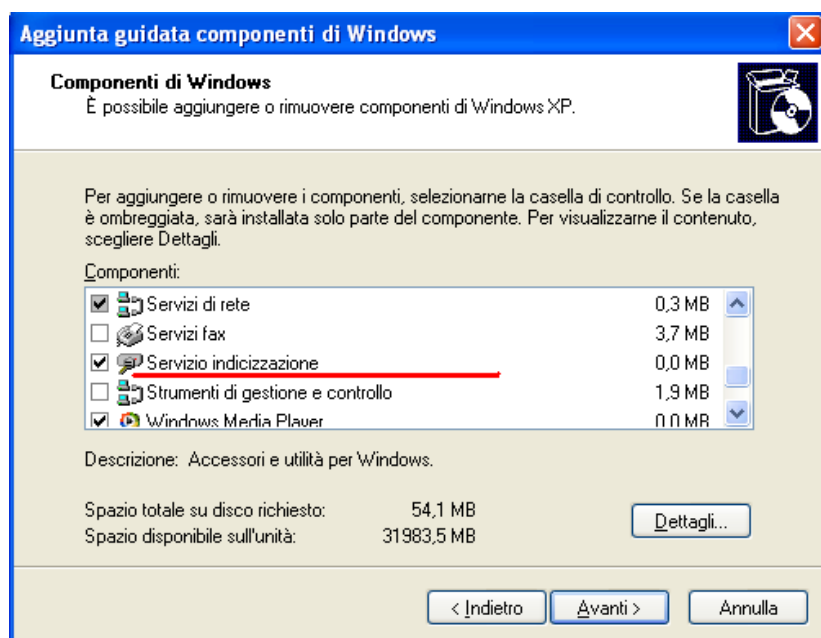 Aggiunta guidata componenti di Windows
Componenti di Windows
È possibile aggiungere o rimuovere componenti di Windows XP.
Per aggiungere o rimuovere i componenti, selezionarne la casella di controllo. Se la casella
è ombreggiata, sarà installata solo parte del componente. Per visualizzarne il contenuto,
scegliere Dettagli.
Componenti:
Servizi di rete 0,3 MB
Servizi fax 3,7 MB
Servizio indicizzazione 0,0 MB
Strumenti di gestione e controllo 1,9 MB
Windows Media Player 0,0 MB
Descrizione: Accessori e utilità per Windows.
Spazio totale su disco richiesto: 54,1 MB
Spazio disponibile sull'unità: 31983,5 MB
Dettagli...
< Indietro Avanti > Annulla